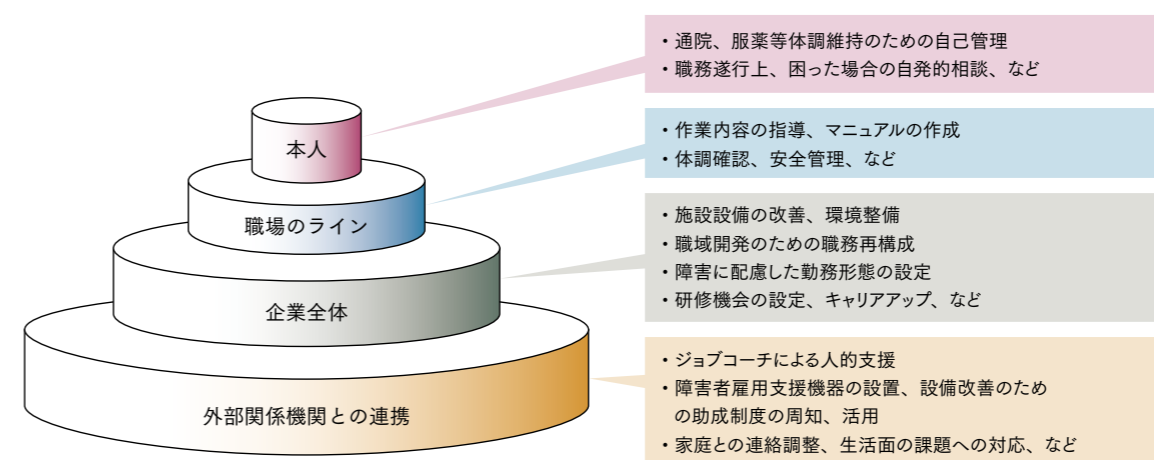 ・通院、服薬等体調維持のための自己管理
・職務遂行上、困った場合の自発的相談、など
本人
・作業内容の指導、マニュアルの作成
・体調確認、安全管理、など
職場のライン
・施設設備の改善、環境整備
・職域開発のための職務再構成
・障害に配慮した勤務形態の設定
・研修機会の設定、キャリアアップ、など
企業全体
・ジョブコーチによる人的支援
・障害者雇用支援機器の設置、設備改善のため
の助成制度の周知、活用
・家庭との連絡調整、生活面の課題への対応、など
外部関係機関との連携